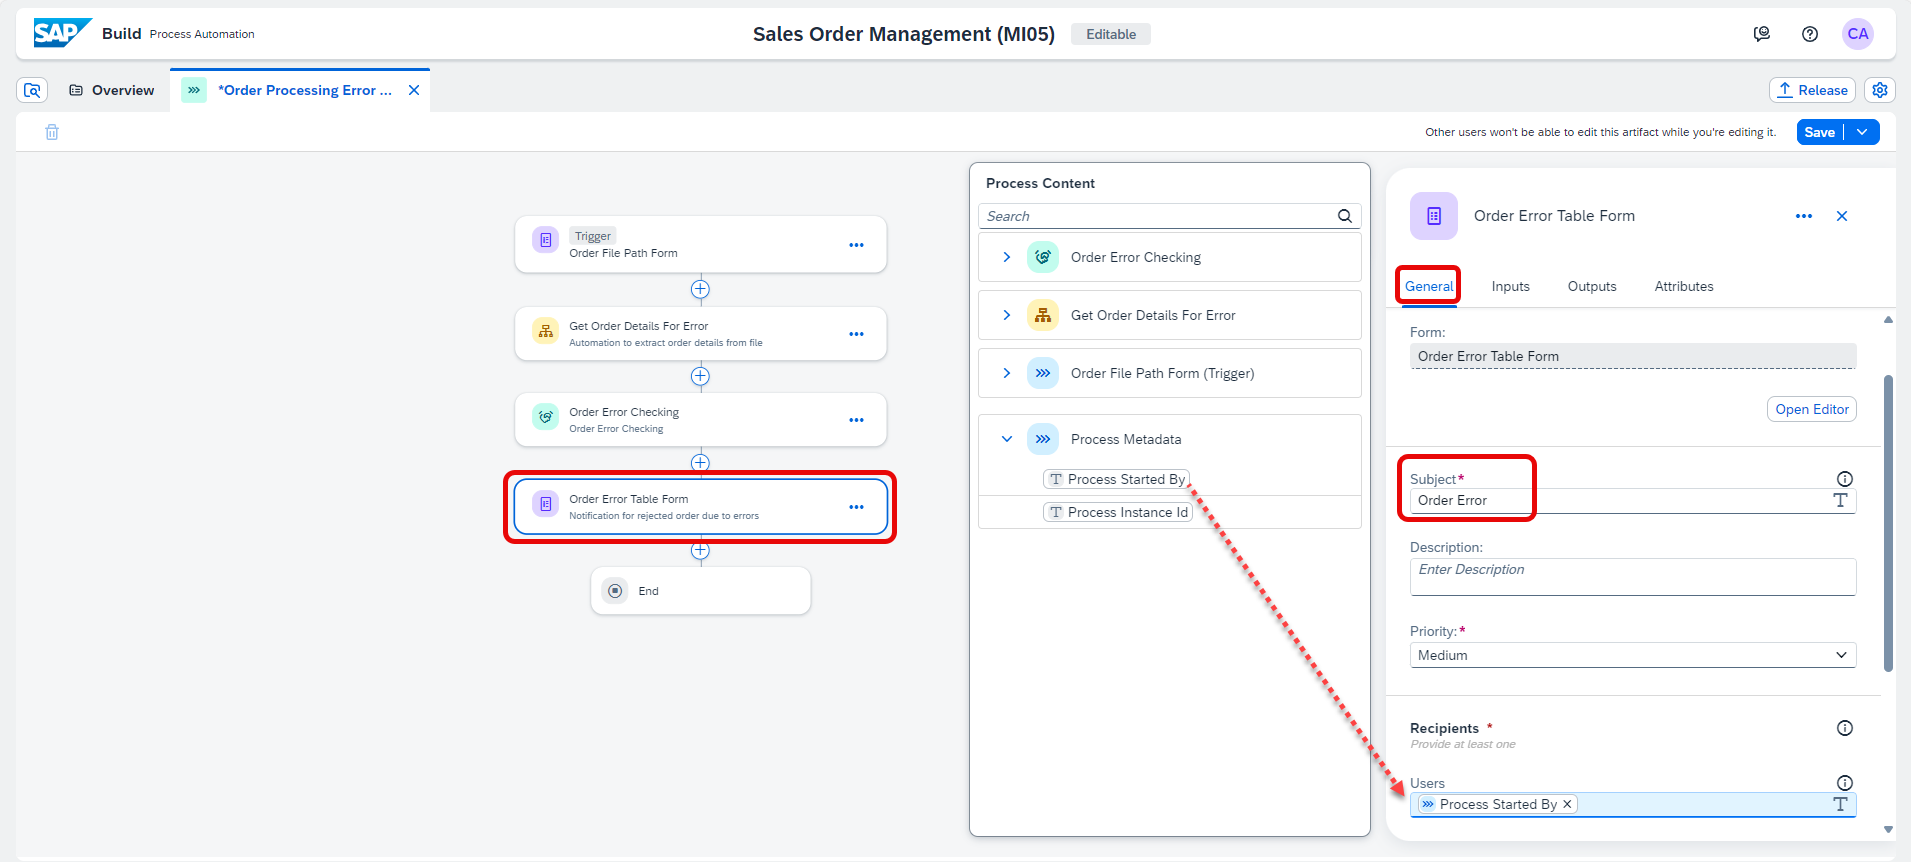 SAP Build Process Automation
Sales Order Management (MI05) Editable
CA
Overview
*Order Processing Error ...
Release
Other users won't be able to edit this artifact while you're editing it.
Save
Trigger
Order File Path Form
Get Order Details For Error
Automation to extract order details from file
Order Error Checking
Order Error Checking
Order Error Table Form
Notification for rejected order due to errors
End
Process Content
Search
Order Error Checking
Get Order Details For Error
Order File Path Form (Trigger)
Process Metadata
T Process Started By
T Process Instance Id
Order Error Table Form
General Inputs Outputs Attributes
Form:
Order Error Table Form
Open Editor
Subject*
Order Error
T
Description:
Enter Description
Priority:*
Medium
Recipients *
Provide at least one
Users
Process Started By
T